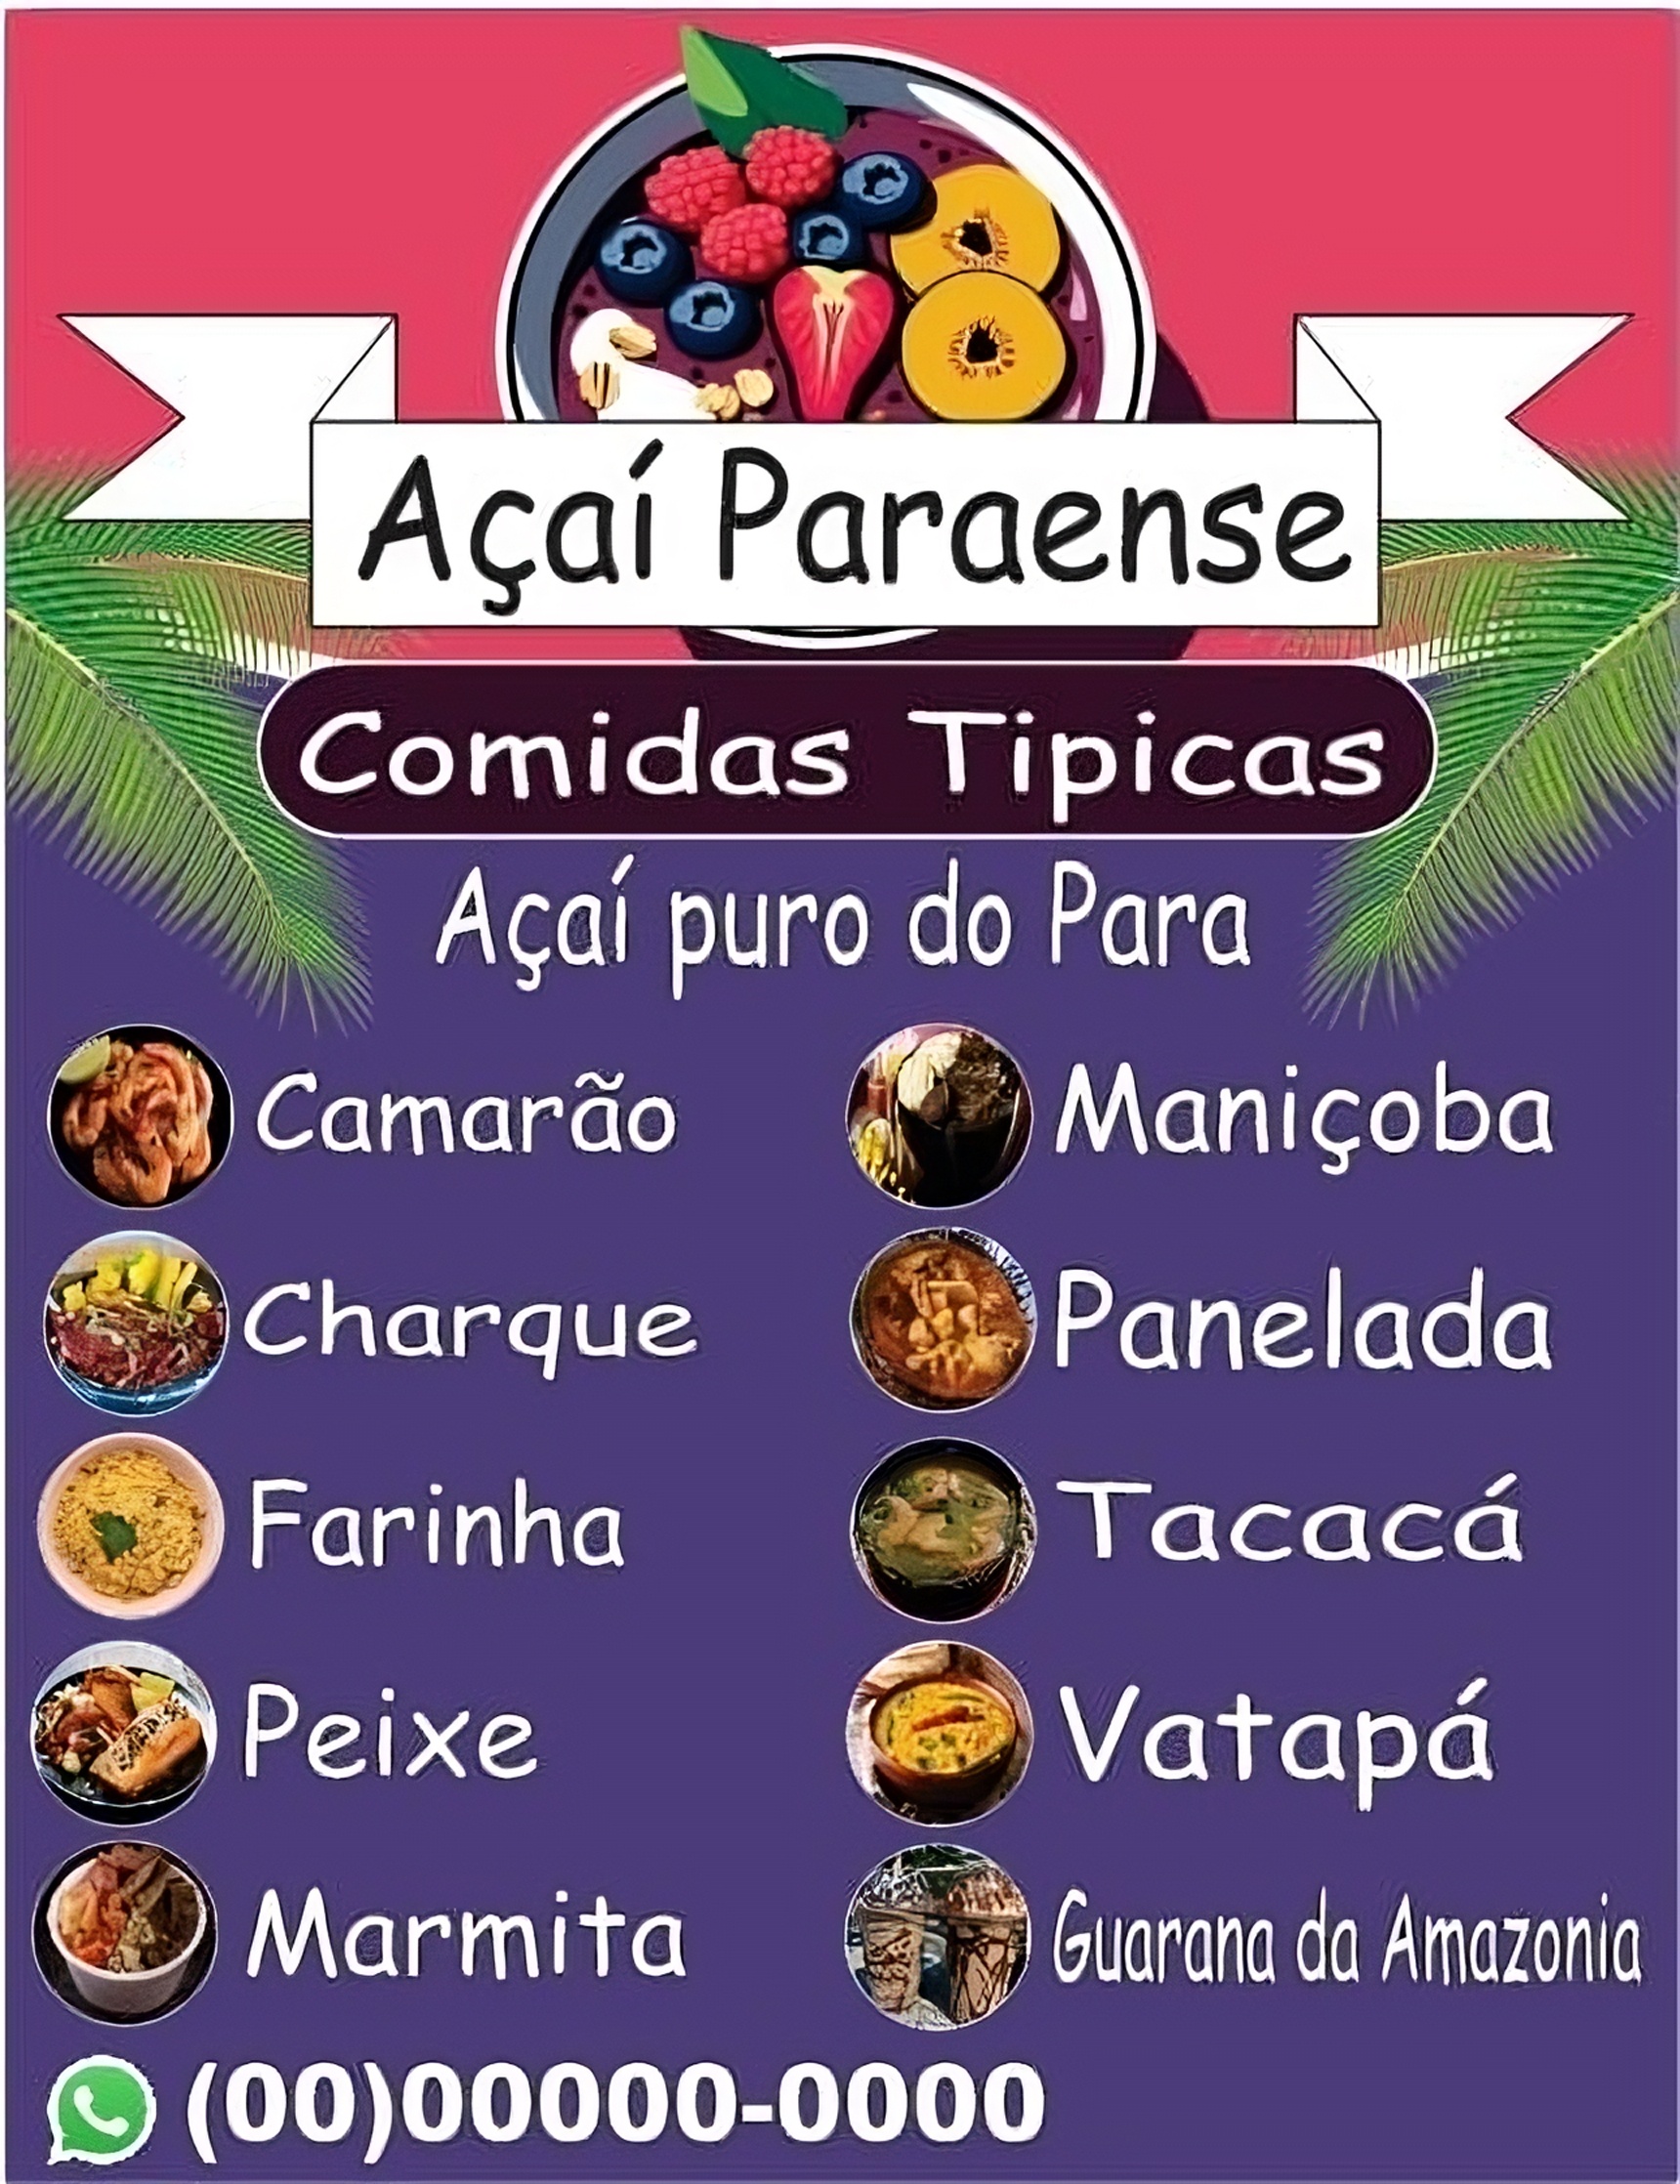 Açaí Paraense
Comidas Tipicas
Açaí puro do Para
Camarão
Maniçoba
Charque
Panelada
Farinha
Tacacá
Peixe
Vatapá
Marmita
Guarana da Amazonia
(00)00000-0000